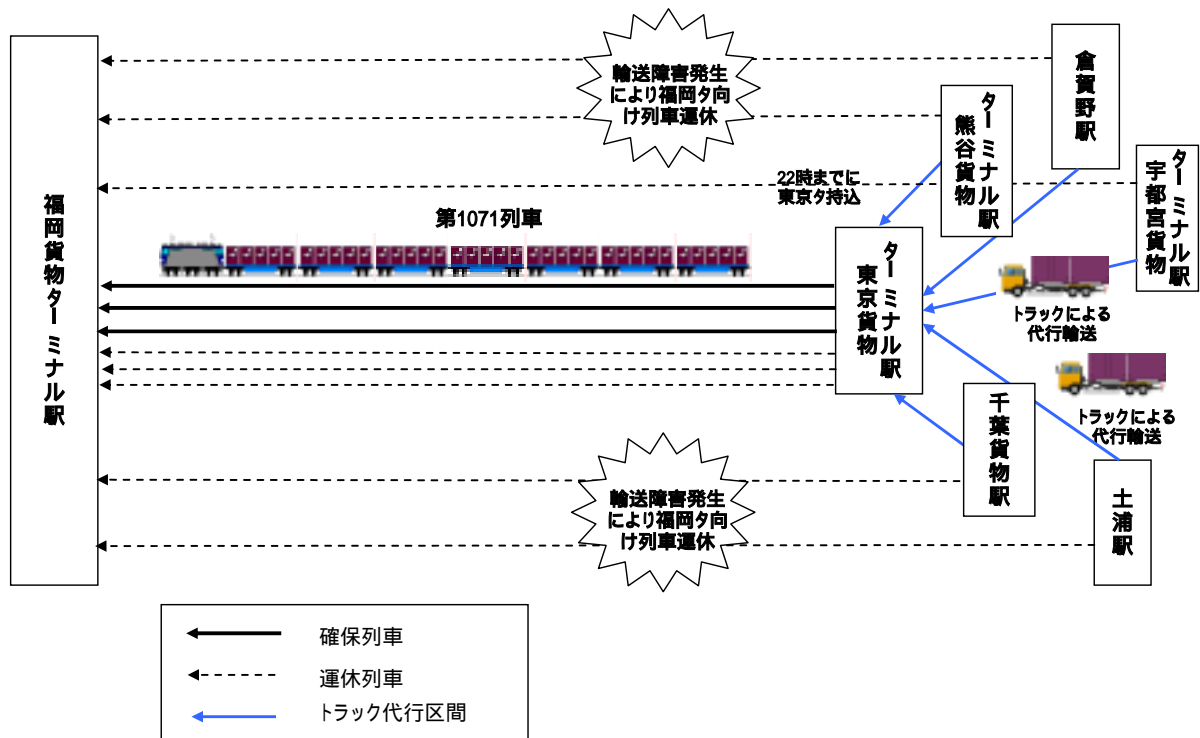 福岡貨物ターミナル駅
輸送障害発生
により福岡タ向
け列車運休
倉賀野駅
熊谷貨物
ターミナル駅
宇都宮貨物
ターミナル駅
22時までに
東京タ持込
第1071列車
東京貨物
ターミナル駅
トラックによる
代行輸送
トラックによる
代行輸送
千葉貨物駅
土浦駅
輸送障害発生
により福岡タ向
け列車運休
確保列車
運休列車
トラック代行区間